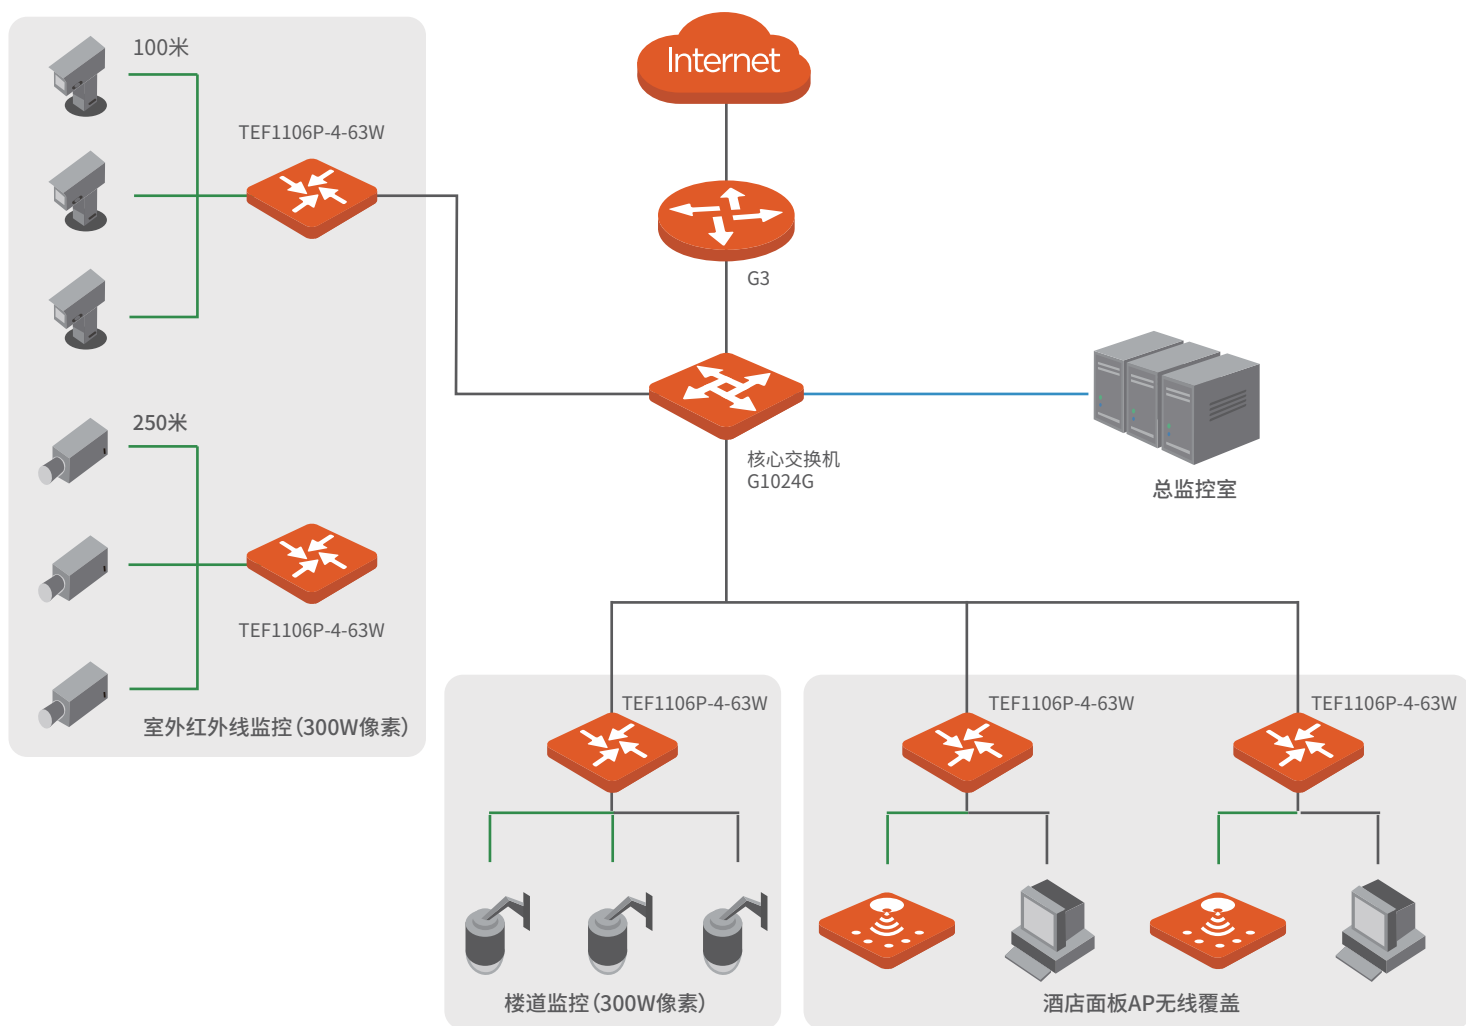 100米
Internet
TEF1106P-4-63W
G3
250米
核心交换机
G1024G
总监控室
TEF1106P-4-63W
室外红外线监控（300W像素）
TEF1106P-4-63W
TEF1106P-4-63W
TEF1106P-4-63W
楼道监控（300W像素）
酒店面板AP无线覆盖